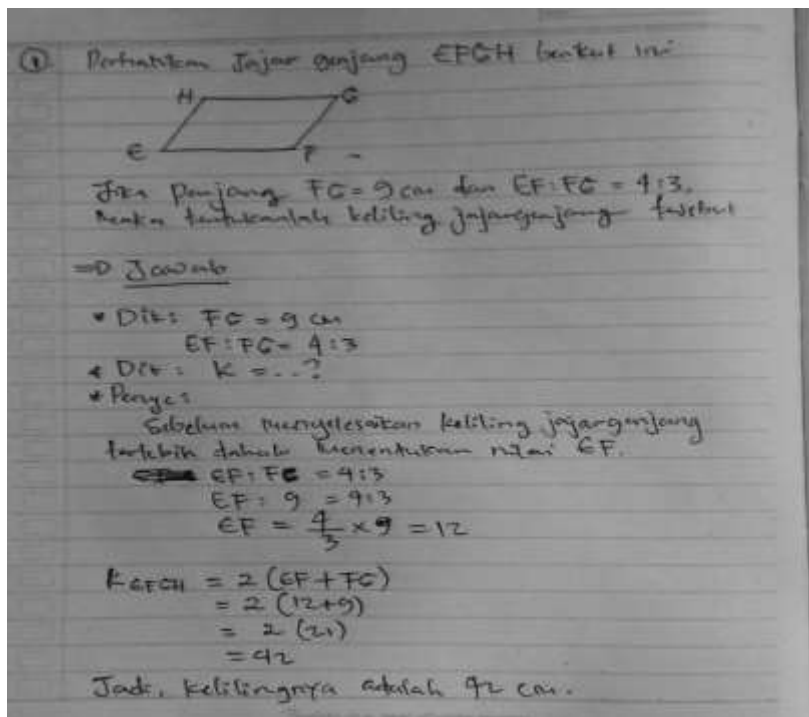 ① Perhatikan Jajar genjang EFGH berikut ini
H G
E F
Jika Panjang FG = 9 cm dan EF : FG = 4 : 3.
Maka tentukanlah keliling jajargenjang tersebut
⇒ Jawab
* Dik : FG = 9 cm
EF : FG = 4 : 3
* Dit : K = ..?
* Penye :
Sebelum menyelesaikan keliling jajargenjang
terlebih dahulu menentukan nilai EF.
EF : FG = 4 : 3
EF : 9 = 4 : 3
EF = 4/3 × 9 = 12
K EFGH = 2 (EF + FG)
= 2 (12+9)
= 2 (21)
= 42
Jadi, kelilingnya adalah 42 cm.